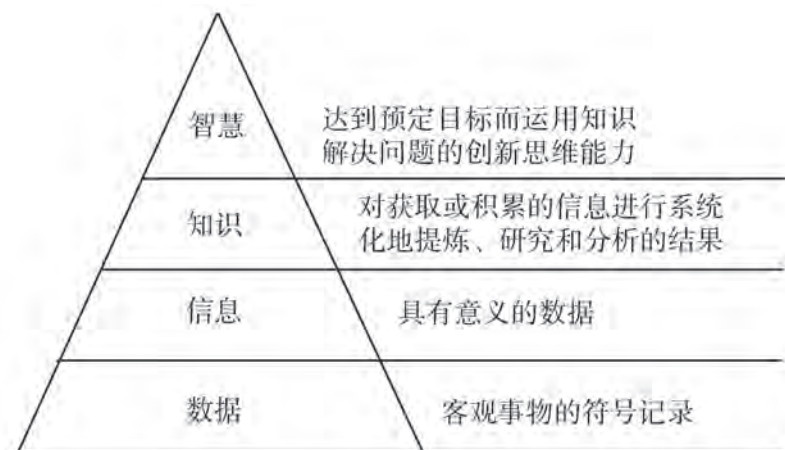 智慧
达到预定目标而运用知识
解决问题的创新思维能力
知识
对获取或积累的信息进行系统
化地提炼、研究和分析的结果
信息
具有意义的数据
数据
客观事物的符号记录